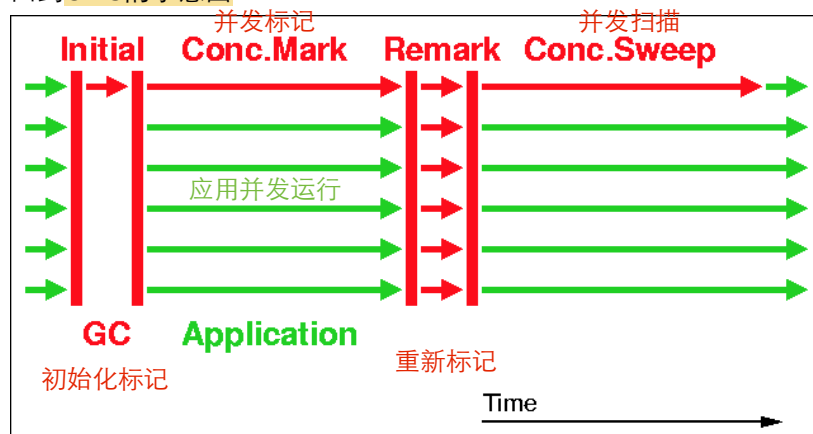 并发标记 并发扫描
Initial Conc.Mark Remark Conc.Sweep
应用并发运行
GC Application
初始化标记 重新标记
Time